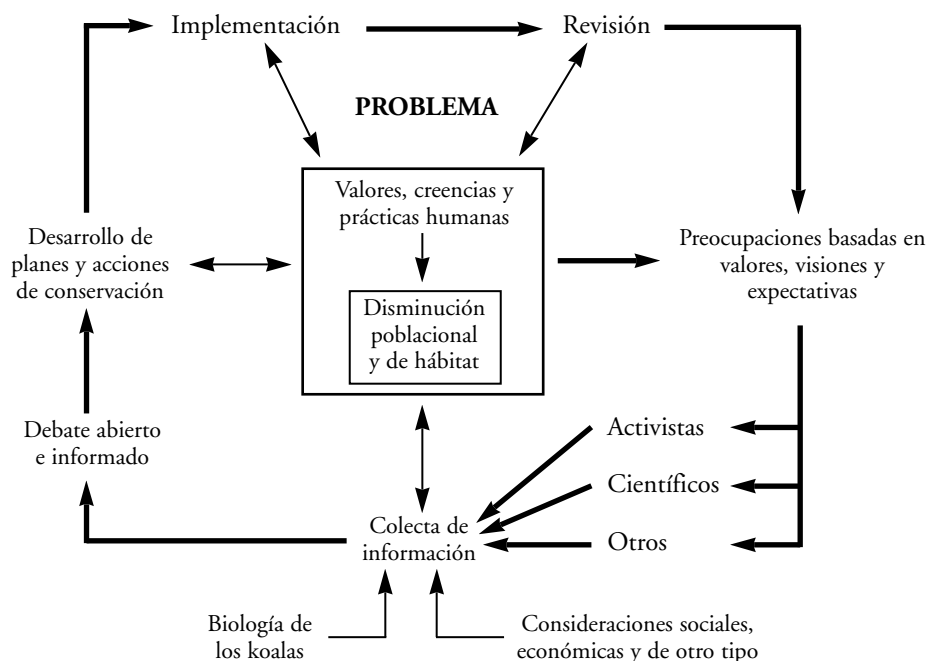 Implementación
Revisión
PROBLEMA
Valores, creencias y
prácticas humanas
Desarrollo de
planes y acciones
de conservación
Preocupaciones basadas en
valores, visiones y
expectativas
Disminución
poblacional
y de hábitat
Debate abierto
e informado
Activistas
Científicos
Otros
Colecta de
información
Biología de
los koalas
Consideraciones sociales,
económicas y de otro tipo